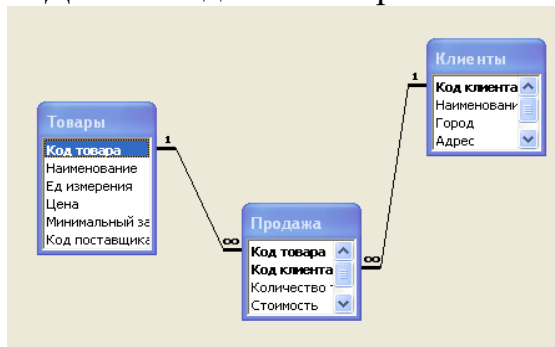 Товары
Код товара
Наименование
Ед измерения
Цена
Минимальный за
Код поставщика
1
∞
Продажа
Код товара
Код клиента
Количество
Стоимость
∞
1
Клиенты
Код клиента
Наименовани
Город
Адрес